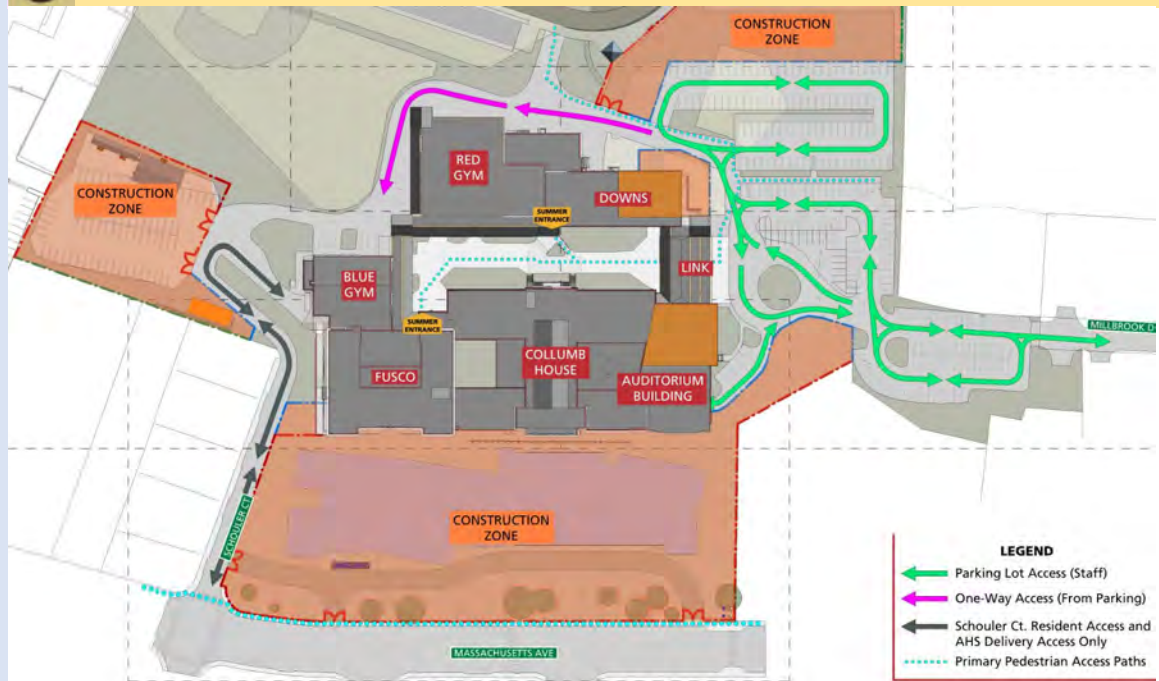 CONSTRUCTION
ZONE
CONSTRUCTION
ZONE
RED
GYM
DOWNS
SUMMER
ENTRANCE
LINK
BLUE
GYM
SUMMER
ENTRANCE
FUSCO
COLLUMB
HOUSE
AUDITORIUM
BUILDING
MILLBROOK D
SCHOULER CT
CONSTRUCTION
ZONE
MASSACHUSETTS AVE
LEGEND
Parking Lot Access (Staff)
One-Way Access (From Parking)
Schouler Ct. Resident Access and
AHS Delivery Access Only
Primary Pedestrian Access Paths